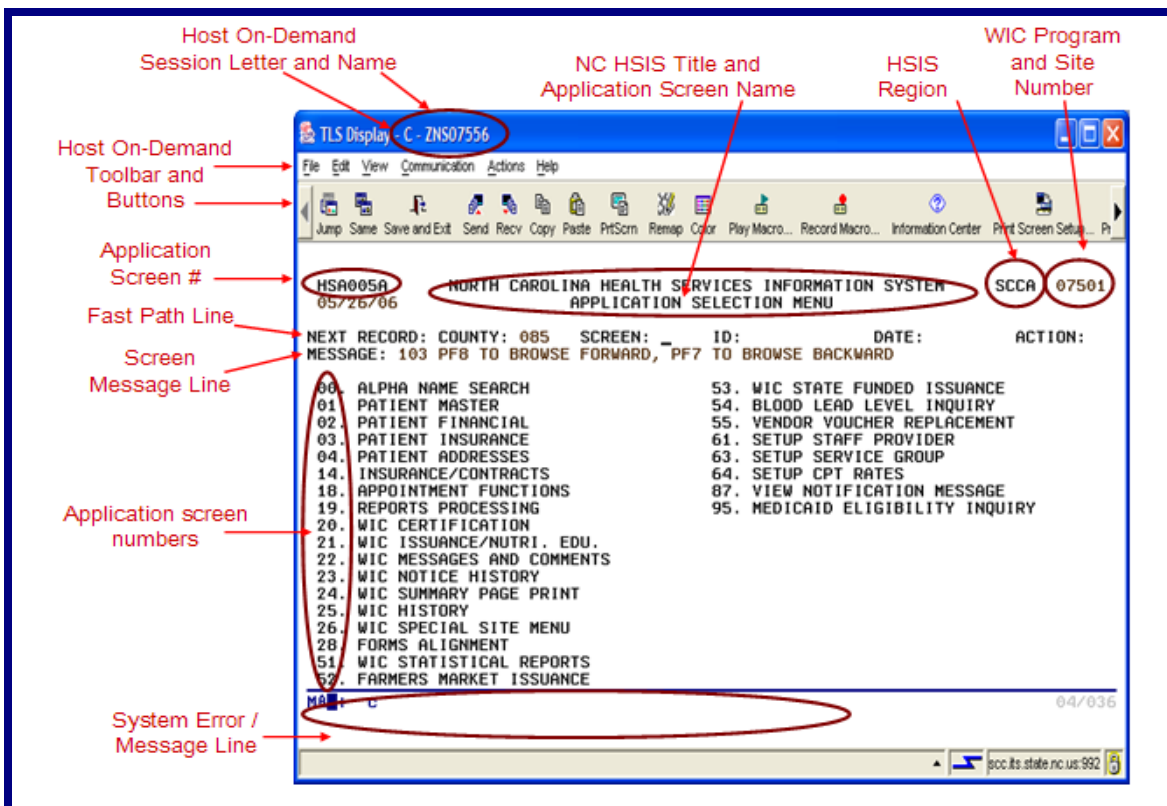 Host On-Demand
Session Letter and Name
NC HSIS Title and
Application Screen Name
HSIS
Region
WIC Program
and Site
Number
TLS Display - C - ZNS07556
Host On-Demand
Toolbar and
Buttons
File Edit View Communication Actions Help
Jump Same Save and Exit Send Recv Copy Paste PrtScrn Remap Color Play Macro... Record Macro... Information Center Print Screen Setup... Pr
Application
Screen #
HSA005A NORTH CAROLINA HEALTH SERVICES INFORMATION SYSTEM SCCA 07501
05/26/06 APPLICATION SELECTION MENU
Fast Path Line
NEXT RECORD: COUNTY: 085 SCREEN: _ ID: DATE: ACTION:
Screen
Message Line
MESSAGE: 103 PF8 TO BROWSE FORWARD, PF7 TO BROWSE BACKWARD
00. ALPHA NAME SEARCH 53. WIC STATE FUNDED ISSUANCE
01. PATIENT MASTER 54. BLOOD LEAD LEVEL INQUIRY
02. PATIENT FINANCIAL 55. VENDOR VOUCHER REPLACEMENT
03. PATIENT INSURANCE 61. SETUP STAFF PROVIDER
04. PATIENT ADDRESSES 63. SETUP SERVICE GROUP
14. INSURANCE/CONTRACTS 64. SETUP CPT RATES
18. APPOINTMENT FUNCTIONS 87. VIEW NOTIFICATION MESSAGE
19. REPORTS PROCESSING 95. MEDICAID ELIGIBILITY INQUIRY
Application screen
numbers
20. WIC CERTIFICATION
21. WIC ISSUANCE/NUTRI. EDU.
22. WIC MESSAGES AND COMMENTS
23. WIC NOTICE HISTORY
24. WIC SUMMARY PAGE PRINT
25. WIC HISTORY
26. WIC SPECIAL SITE MENU
28. FORMS ALIGNMENT
51. WIC STATISTICAL REPORTS
52. FARMERS MARKET ISSUANCE
C 04/036
System Error /
Message Line
scc.its.state.nc.us:992